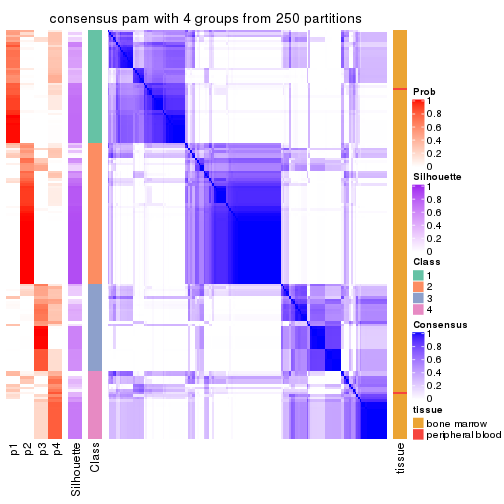 consensus pam with 4 groups from 250 partitions
Prob
1
0.8
0.6
0.4
0.2
0
Silhouette
1
0.8
0.6
0.4
0.2
0
Class
1
2
3
4
Consensus
1
0.8
0.6
0.4
0.2
0
tissue
bone marrow
peripheral blood
p1
p2
p3
p4
Silhouette
Class
tissue